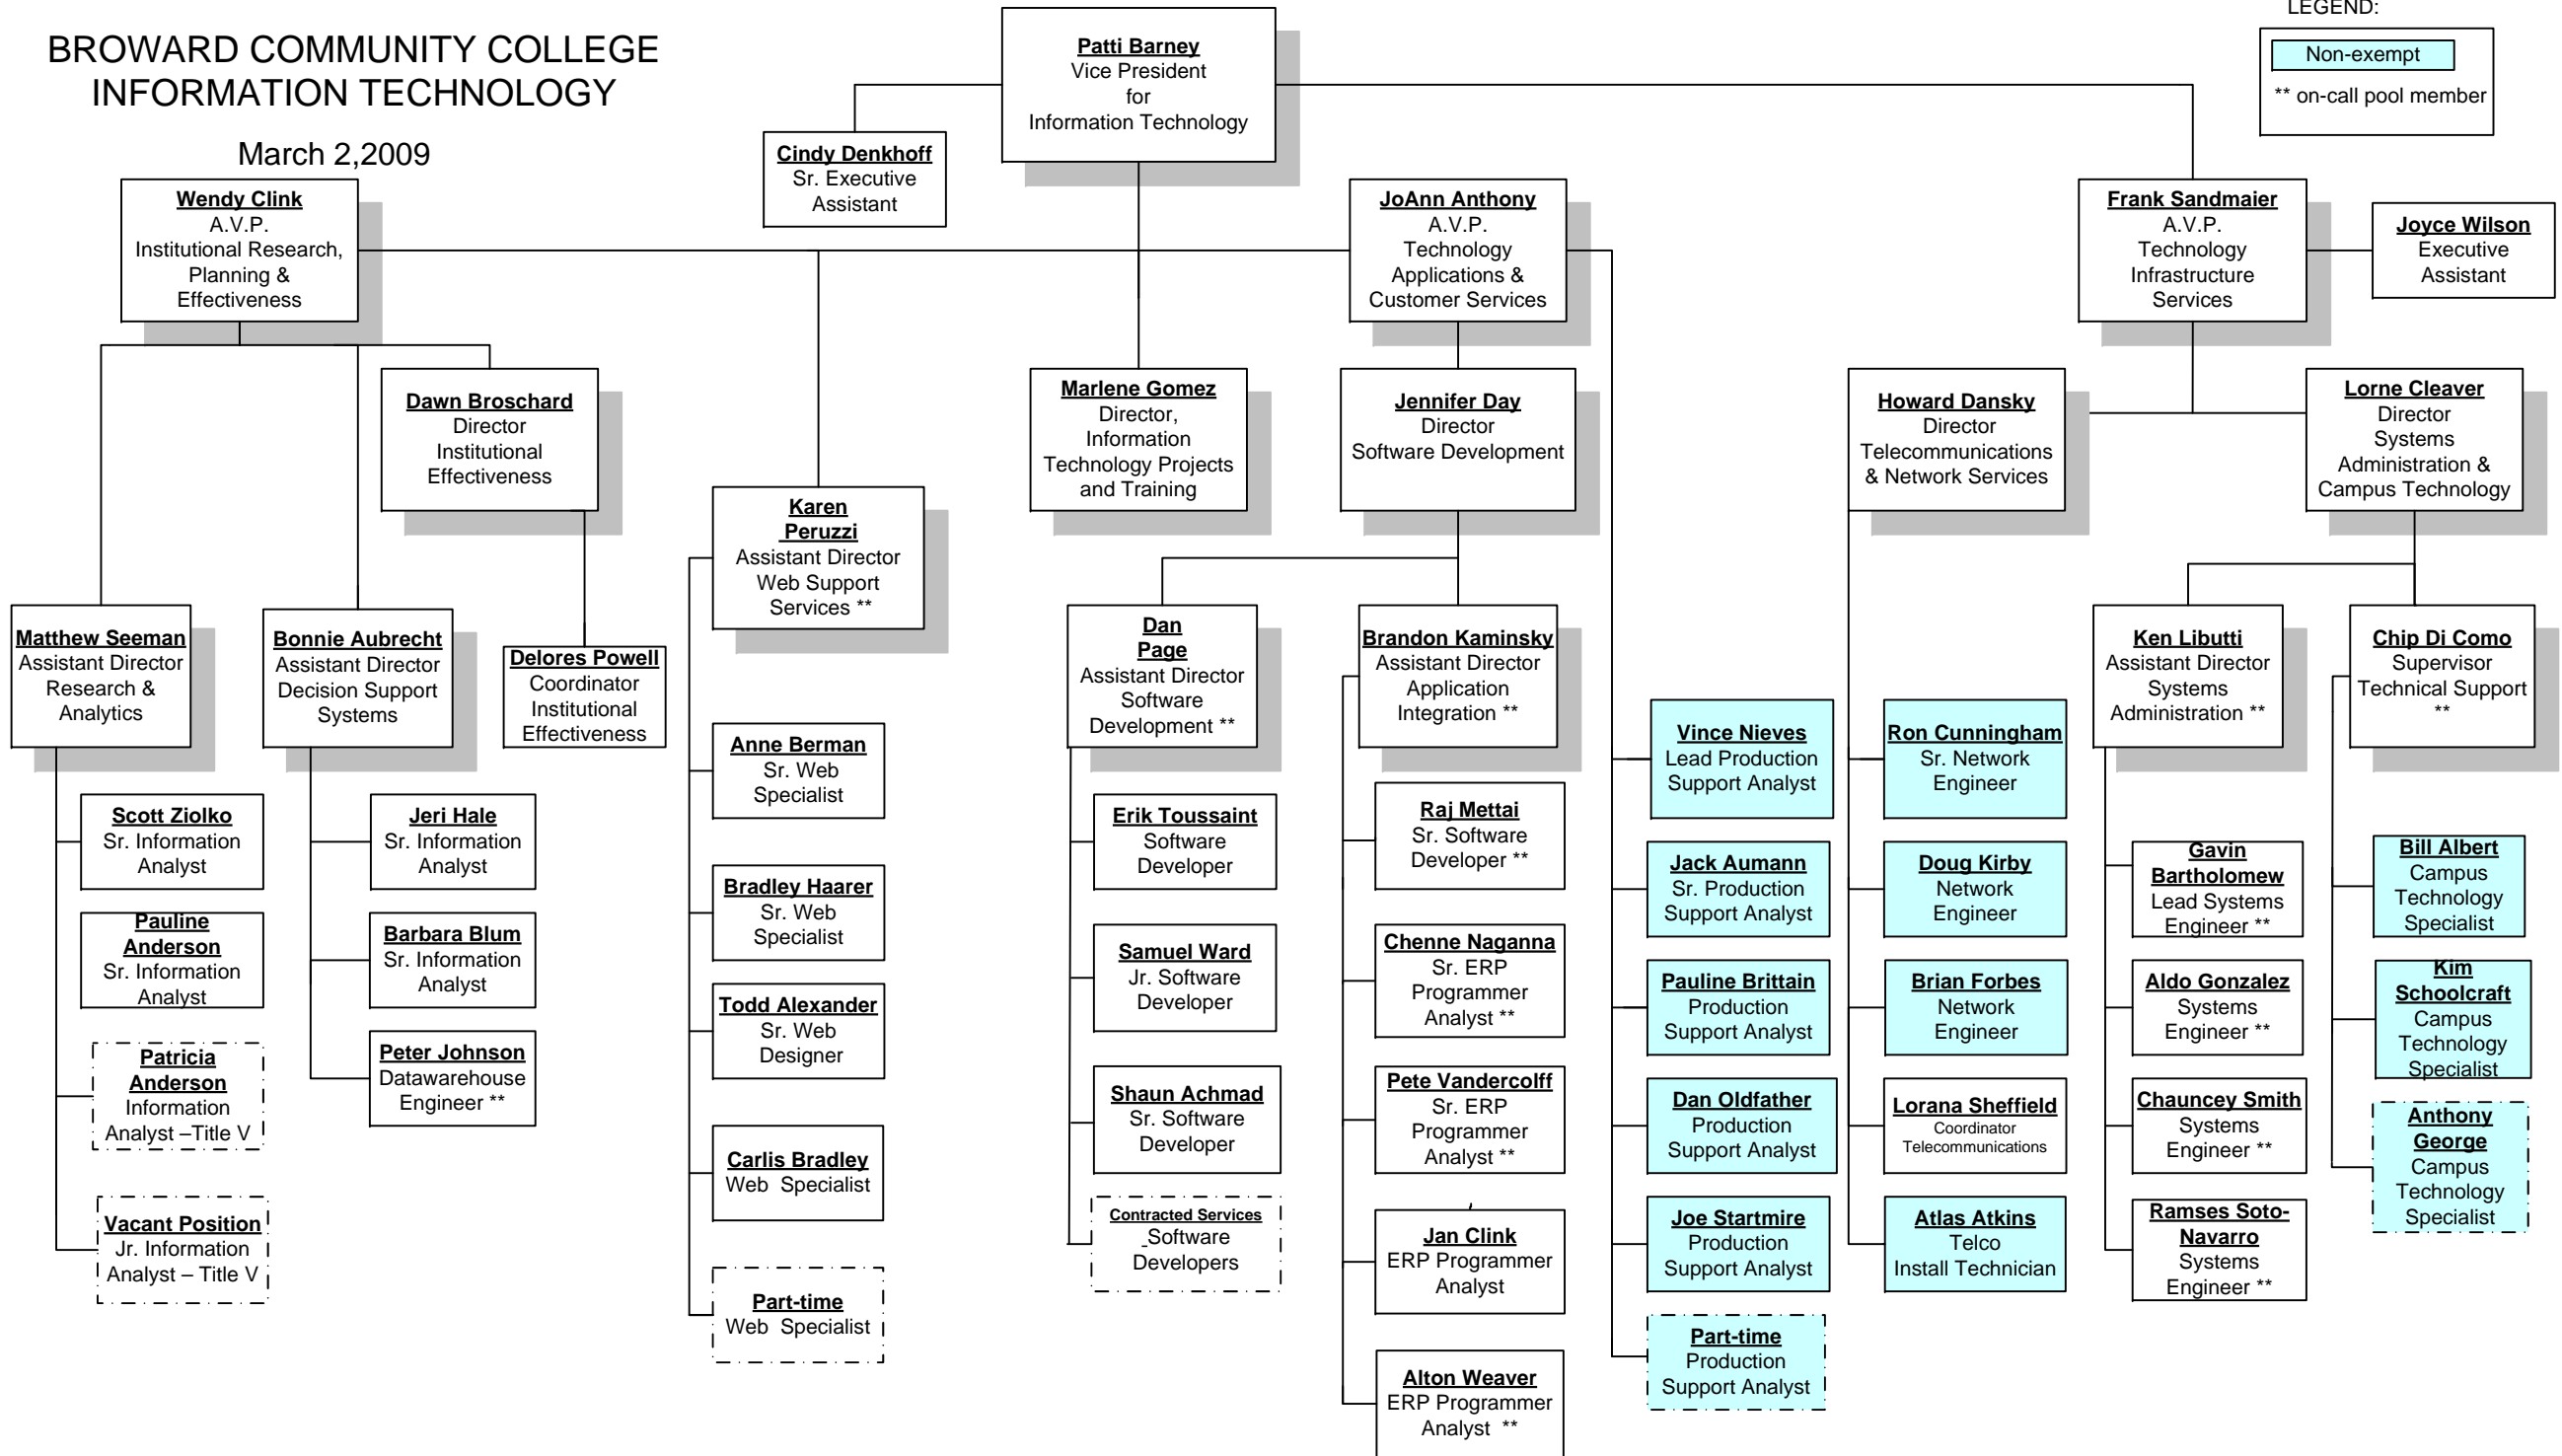 BROWARD COMMUNITY COLLEGE
INFORMATION TECHNOLOGY
March 2,2009
LEGEND:
Non-exempt
** on-call pool member
Patti Barney
Vice President
for
Information Technology
Cindy Denkhoff
Sr. Executive
Assistant
Wendy Clink
A.V.P.
Institutional Research,
Planning &
Effectiveness
JoAnn Anthony
A.V.P.
Technology
Applications &
Customer Services
Frank Sandmaier
A.V.P.
Technology
Infrastructure
Services
Joyce Wilson
Executive
Assistant
Dawn Broschard
Director
Institutional
Effectiveness
Marlene Gomez
Director,
Information
Technology Projects
and Training
Jennifer Day
Director
Software Development
Howard Dansky
Director
Telecommunications
& Network Services
Lorne Cleaver
Director
Systems
Administration &
Campus Technology
Karen
Peruzzi
Assistant Director
Web Support
Services **
Matthew Seeman
Assistant Director
Research &
Analytics
Bonnie Aubrecht
Assistant Director
Decision Support
Systems
Delores Powell
Coordinator
Institutional
Effectiveness
Dan
Page
Assistant Director
Software
Development **
Brandon Kaminsky
Assistant Director
Application
Integration **
Ken Libutti
Assistant Director
Systems
Administration **
Chip Di Como
Supervisor
Technical Support
**
Scott Ziolko
Sr. Information
Analyst
Pauline
Anderson
Sr. Information
Analyst
Patricia
Anderson
Information
Analyst –Title V
Vacant Position
Jr. Information
Analyst – Title V
Jeri Hale
Sr. Information
Analyst
Barbara Blum
Sr. Information
Analyst
Peter Johnson
Datawarehouse
Engineer **
Anne Berman
Sr. Web
Specialist
Bradley Haarer
Sr. Web
Specialist
Todd Alexander
Sr. Web
Designer
Carlis Bradley
Web Specialist
Part-time
Web Specialist
Erik Toussaint
Software
Developer
Samuel Ward
Jr. Software
Developer
Shaun Achmad
Sr. Software
Developer
Contracted Services
Software
Developers
Raj Mettai
Sr. Software
Developer **
Chenne Naganna
Sr. ERP
Programmer
Analyst **
Pete Vandercolff
Sr. ERP
Programmer
Analyst **
Jan Clink
ERP Programmer
Analyst
Alton Weaver
ERP Programmer
Analyst **
Vince Nieves
Lead Production
Support Analyst
Jack Aumann
Sr. Production
Support Analyst
Pauline Brittain
Production
Support Analyst
Dan Oldfather
Production
Support Analyst
Joe Startmire
Production
Support Analyst
Part-time
Production
Support Analyst
Ron Cunningham
Sr. Network
Engineer
Doug Kirby
Network
Engineer
Brian Forbes
Network
Engineer
Lorana Sheffield
Coordinator
Telecommunications
Atlas Atkins
Telco
Install Technician
Gavin
Bartholomew
Lead Systems
Engineer **
Aldo Gonzalez
Systems
Engineer **
Chauncey Smith
Systems
Engineer **
Ramses Soto-
Navarro
Systems
Engineer **
Bill Albert
Campus
Technology
Specialist
Kim
Schoolcraft
Campus
Technology
Specialist
Anthony
George
Campus
Technology
Specialist